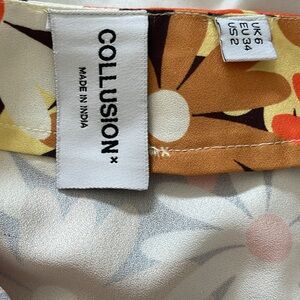 COLLUSION×
MADE IN INDIA
UK 6
EU 34
US 2